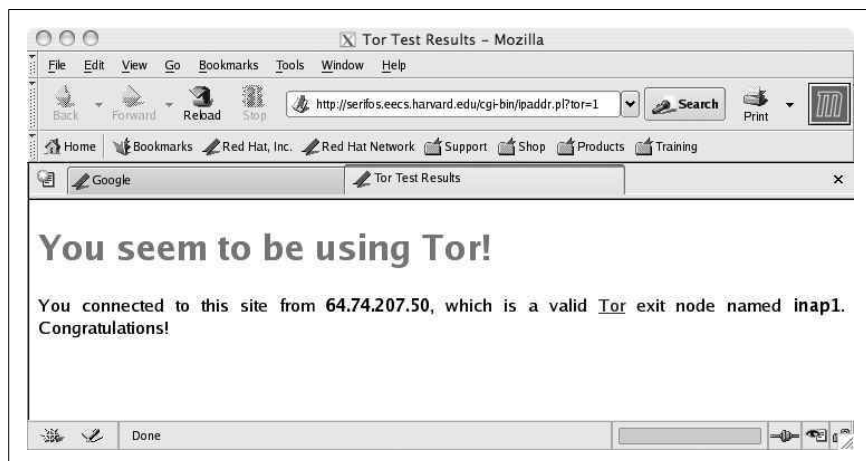 Tor Test Results - Mozilla
File Edit View Go Bookmarks Tools Window Help
Back Forward Reload Stop http://serifos.eecs.harvard.edu/cgi-bin/ipaddr.pl?tor=1 Search Print
Home Bookmarks Red Hat, Inc. Red Hat Network Support Shop Products Training
Google Tor Test Results
You seem to be using Tor!
You connected to this site from 64.74.207.50, which is a valid Tor exit node named inap1.
Congratulations!
Done